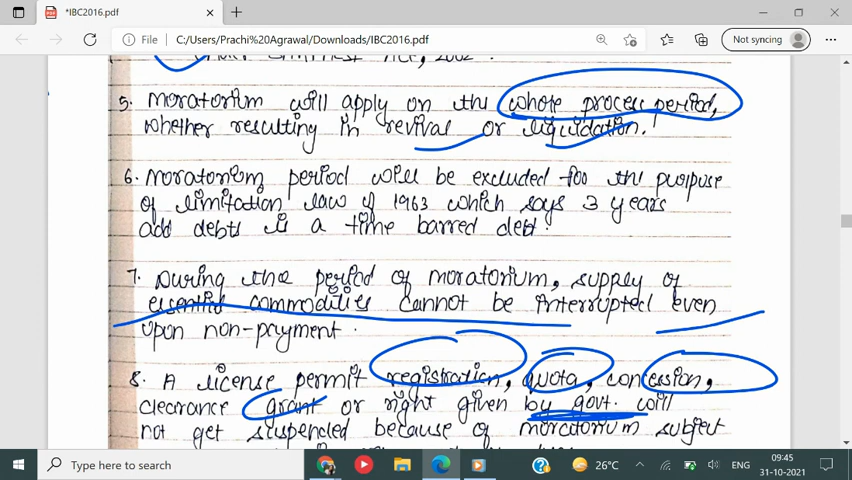 *IBC2016.pdf
File
C:/Users/Prachi%20Agrawal/Downloads/IBC2016.pdf
Not syncing
Act, 2002
5. Moratorium will apply on the whole process period,
whether resulting in revival or liquidation.
6. Moratorium period will be excluded for the purpose
of limitation law of 1963 which says 3 years
add debts is a time barred debt.
7. During the period of moratorium, supply of
essential commodities cannot be interrupted even
upon non-payment.
8. A license permit registration, quota, concession,
clearance grant or right given by govt. will
not get suspended because of moratorium subject
Type here to search
26°C
ENG
09:45
31-10-2021